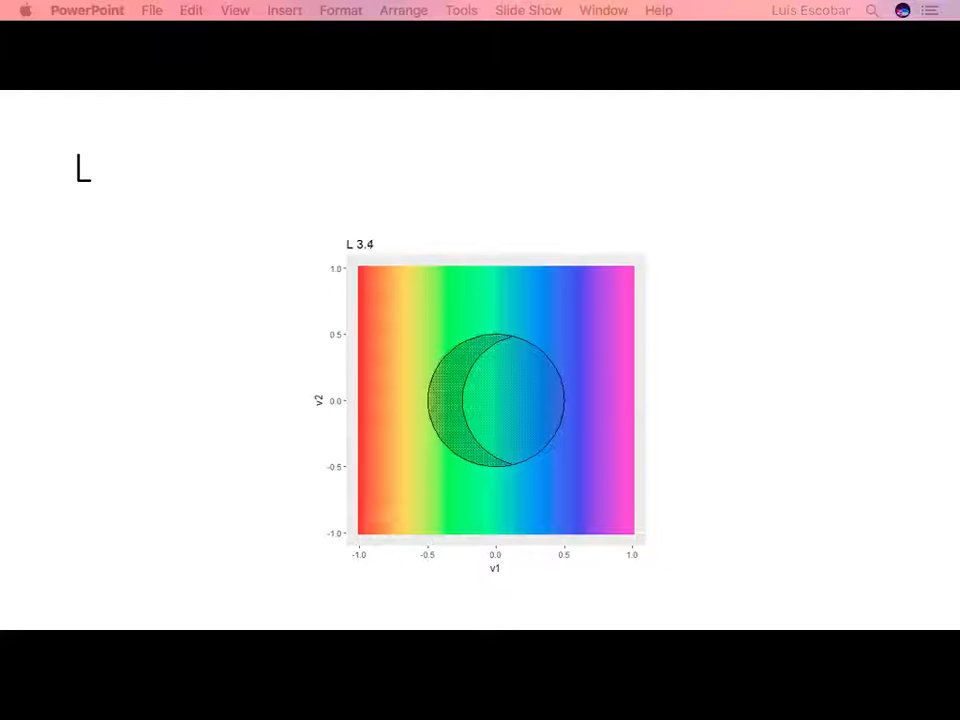 PowerPoint File Edit View Insert Format Arrange Tools Slide Show Window Help Luis Escobar
L
L 3.4
1.0
0.5
v2
0.0
-0.5
-1.0
-1.0 -0.5 0.0 0.5 1.0
v1